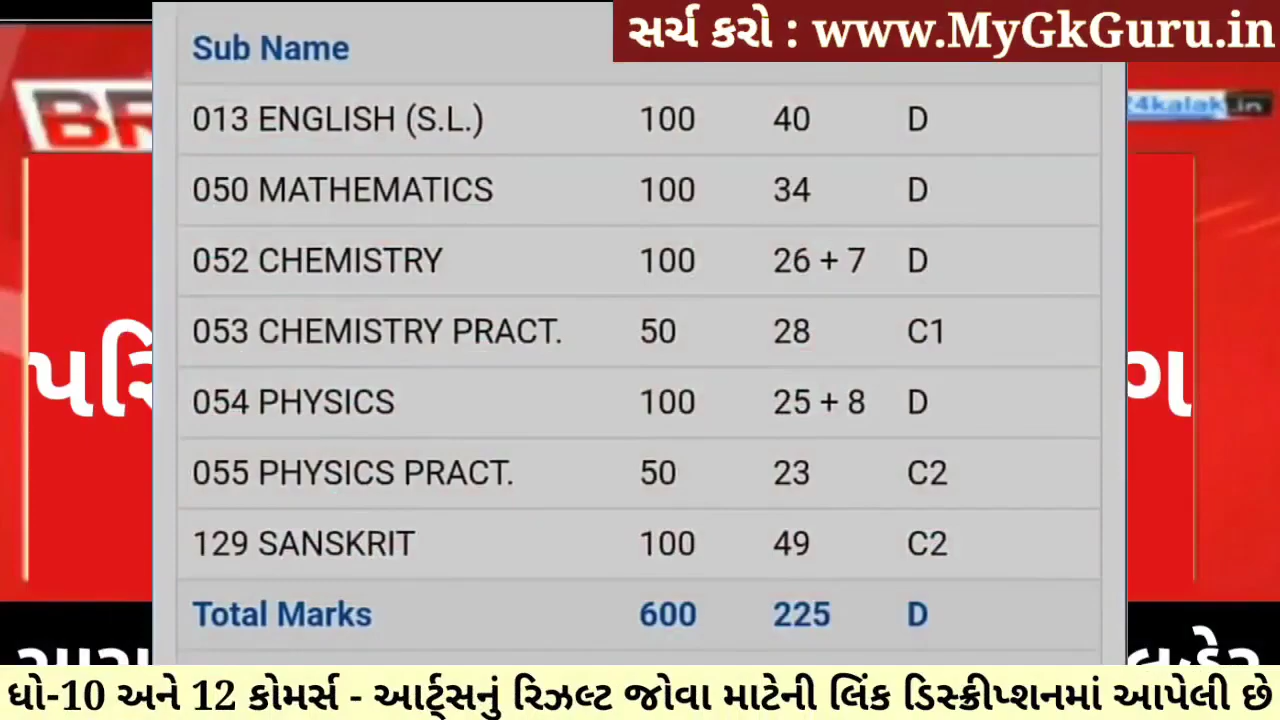 સર્ચ કરો : www.MyGkGuru.in
Sub Name
24kalak.in
013 ENGLISH (S.L.) 100 40 D
050 MATHEMATICS 100 34 D
052 CHEMISTRY 100 26 + 7 D
053 CHEMISTRY PRACT. 50 28 C1
054 PHYSICS 100 25 + 8 D
055 PHYSICS PRACT. 50 23 C2
129 SANSKRIT 100 49 C2
Total Marks 600 225 D
ધો-10 અને 12 કોમર્સ - આર્ટ્સનું રિઝલ્ટ જોવા માટેની લિંક ડિસ્ક્રીપ્શનમાં આપેલી છે